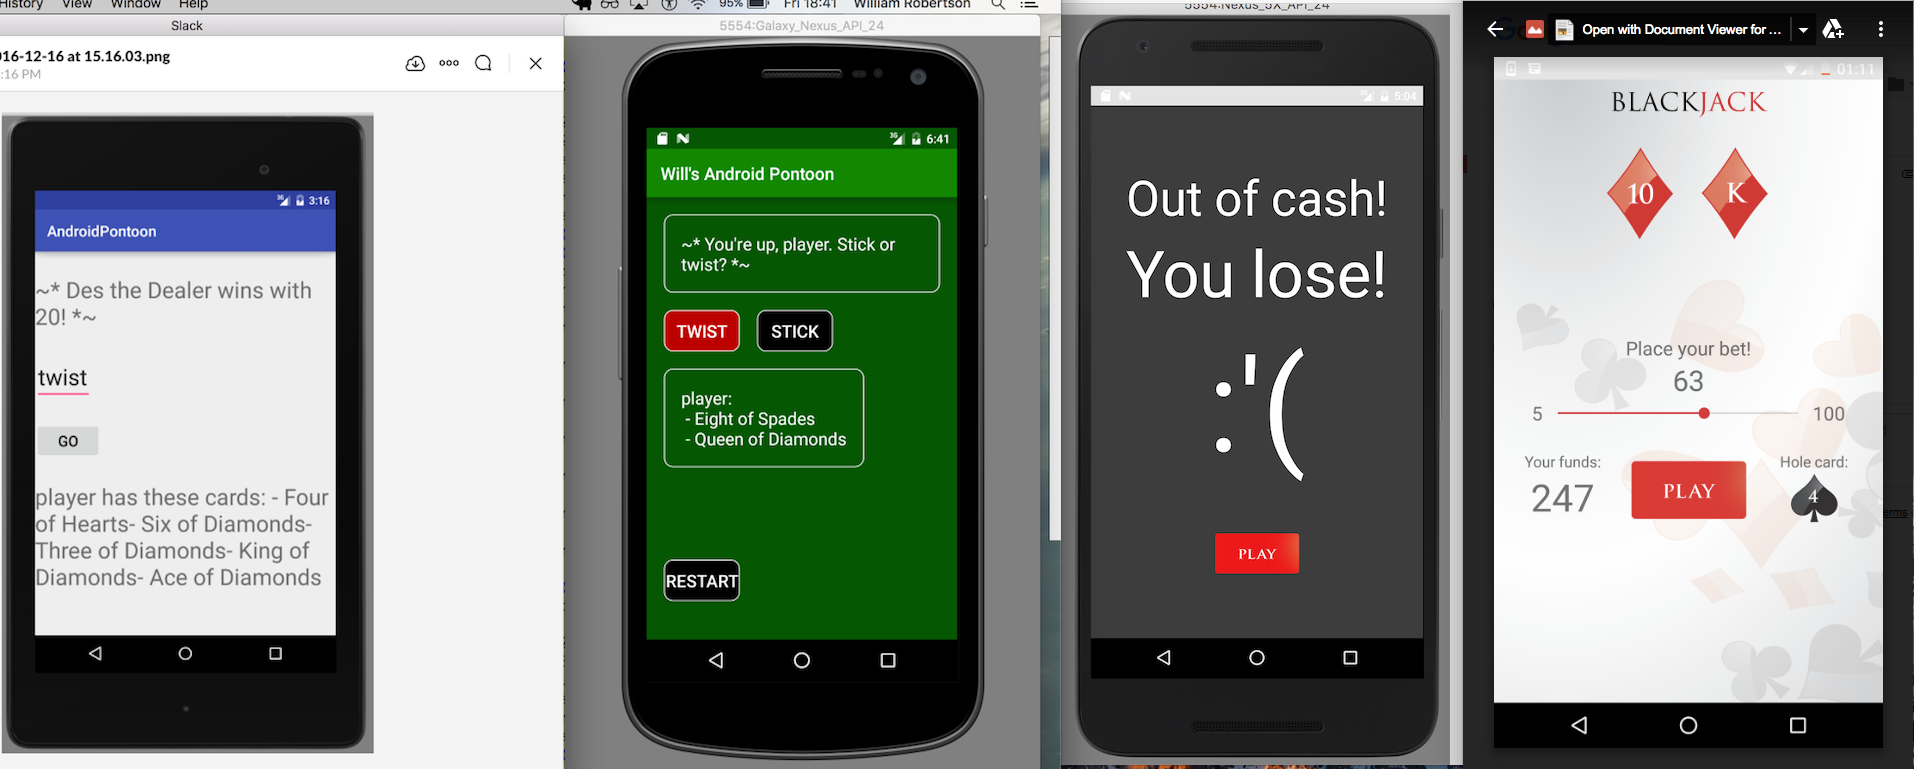 History View Window Help
Slack
016-12-16 at 15.16.03.png
:16 PM
3G 3:16
AndroidPontoon
~* Des the Dealer wins with
20! *~
twist
GO
player has these cards: - Four
of Hearts- Six of Diamonds-
Three of Diamonds- King of
Diamonds- Ace of Diamonds
95% Fri 18:41 William Robertson
5554:Galaxy_Nexus_API_24
3G 6:41
Will's Android Pontoon
~* You're up, player. Stick or
twist? *~
TWIST STICK
player:
- Eight of Spades
- Queen of Diamonds
RESTART
5554:Nexus_5X_API_24
3G 5:04
Out of cash!
You lose!
:'(
PLAY
Open with Document Viewer for ...
01:11
BLACKJACK
10 K
Place your bet!
63
5 100
Your funds: Hole card:
247 PLAY 4
erms